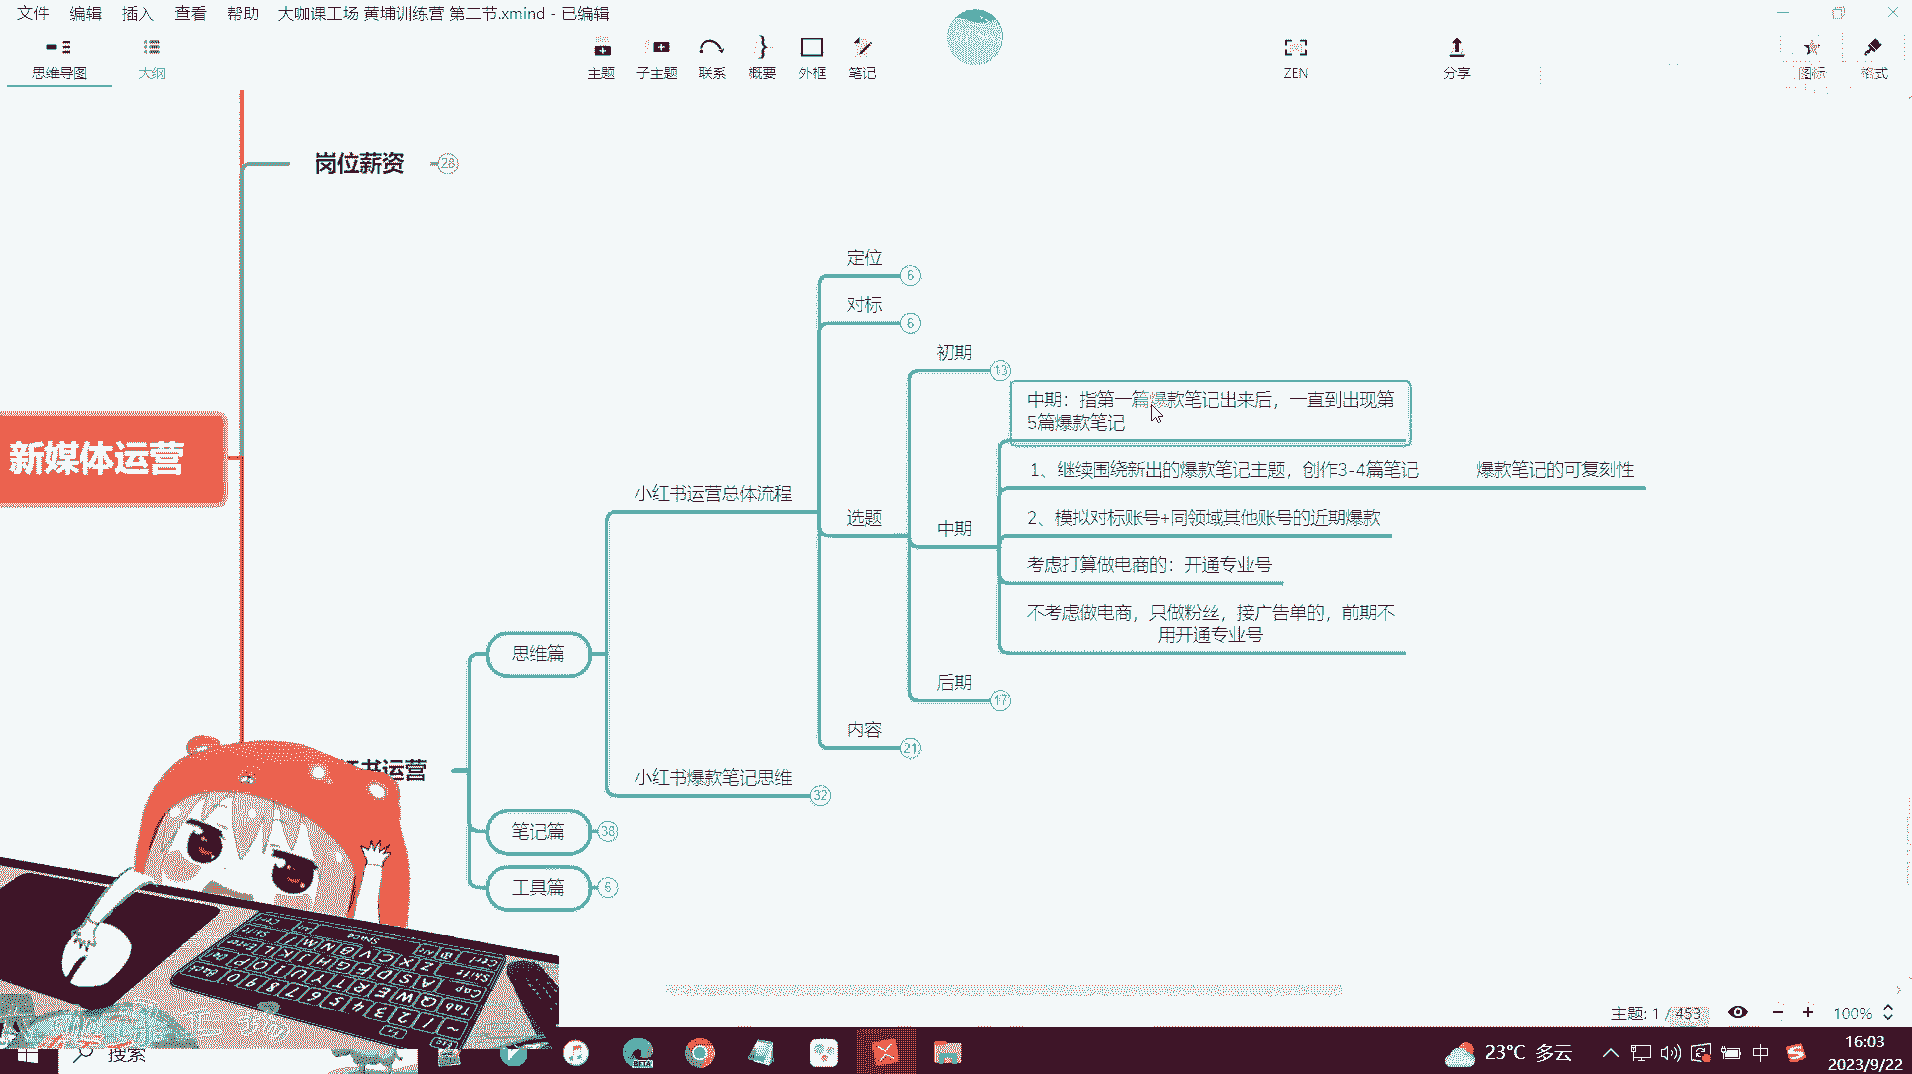 文件 编辑 插入 查看 帮助 大咖课工场 黄埔训练营 第二节.xmind - 已编辑
思维导图 大纲 主题 子主题 联系 概要 外框 笔记 ZEN 分享 图标 格式
岗位薪资 28
定位 6
对标 6
初期 13
中期：指第一篇爆款笔记出来后，一直到出现第
5篇爆款笔记
1、继续围绕新出的爆款笔记主题，创作3-4篇笔记 爆款笔记的可复刻性
2、模拟对标账号+同领域其他账号的近期爆款
考虑打算做电商的：开通专业号
不考虑做电商，只做粉丝，接广告单的，前期不
用开通专业号
新媒体运营
小红书运营总体流程
选题
中期
思维篇
后期 17
内容 21
小红书爆款笔记思维 32
书运营
笔记篇 38
工具篇 6
主题: 1 / 453 100%
搜索
BETA
23°C 多云 中
16:03
2023/9/22